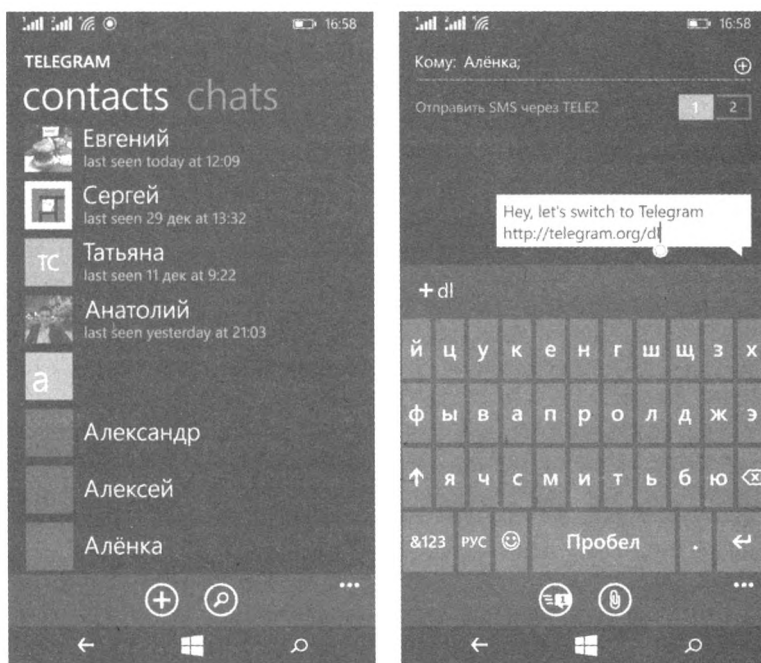 16:58
TELEGRAM
contacts chats
Евгений
last seen today at 12:09
Сергей
last seen 29 дек at 13:32
ТС
Татьяна
last seen 11 дек at 9:22
Анатолий
last seen yesterday at 21:03
а
Александр
Алексей
Алёнка
16:58
Кому: Алёнка;
Отправить SMS через TELE2
1 2
Hey, let's switch to Telegram
http://telegram.org/dl
+ dl
й ц у к е н г ш щ з х
ф ы в а п р о л д ж э
я ч с м и т ь б ю
&123 РУС Пробел .